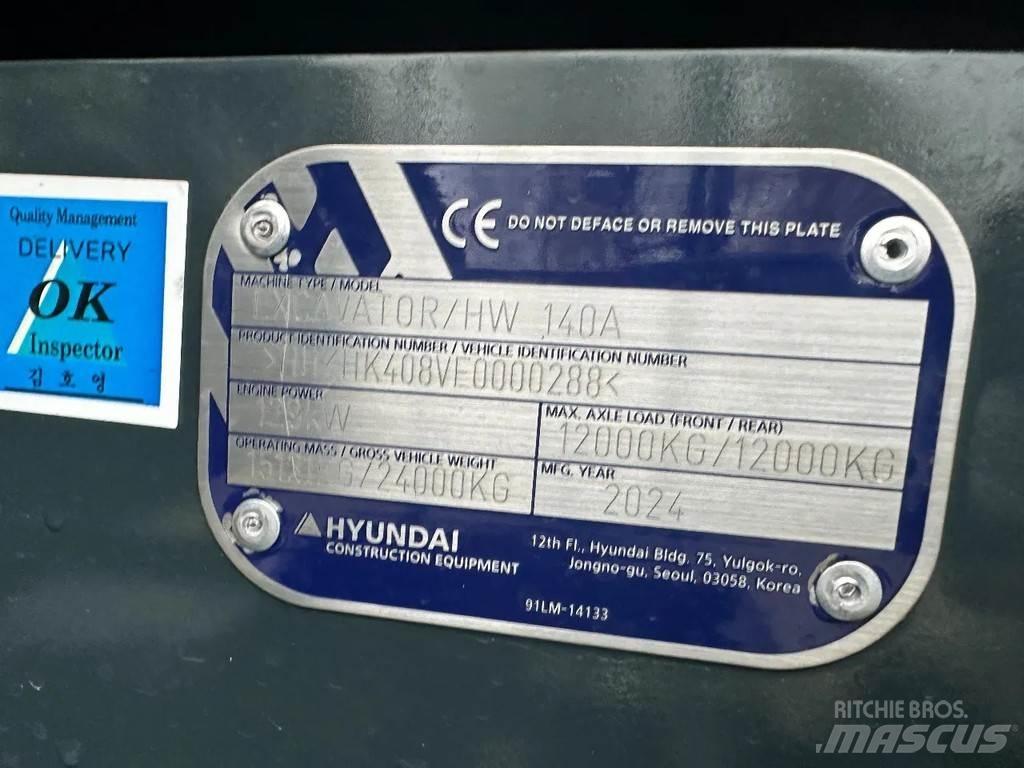 Quality Management
DELIVERY
OK
Inspector
김 호 영
CE DO NOT DEFACE OR REMOVE THIS PLATE
MACHINE TYPE / MODEL
EXCAVATOR/HW 140A
PRODUCT IDENTIFICATION NUMBER / VEHICLE IDENTIFICATION NUMBER
ENGINE POWER
MAX. AXLE LOAD (FRONT / REAR)
12000KG/12000KG
OPERATING MASS / GROSS VEHICLE WEIGHT
/24000KG
MFG. YEAR
2024
HYUNDAI
CONSTRUCTION EQUIPMENT
12th Fl., Hyundai Bldg. 75, Yulgok-ro,
Jongno-gu, Seoul, 03058, Korea
91LM-14133
RITCHIE BROS.
MASCUS